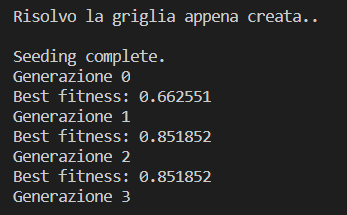 Risolvo la griglia appena creata..
Seeding complete.
Generazione 0
Best fitness: 0.662551
Generazione 1
Best fitness: 0.851852
Generazione 2
Best fitness: 0.851852
Generazione 3